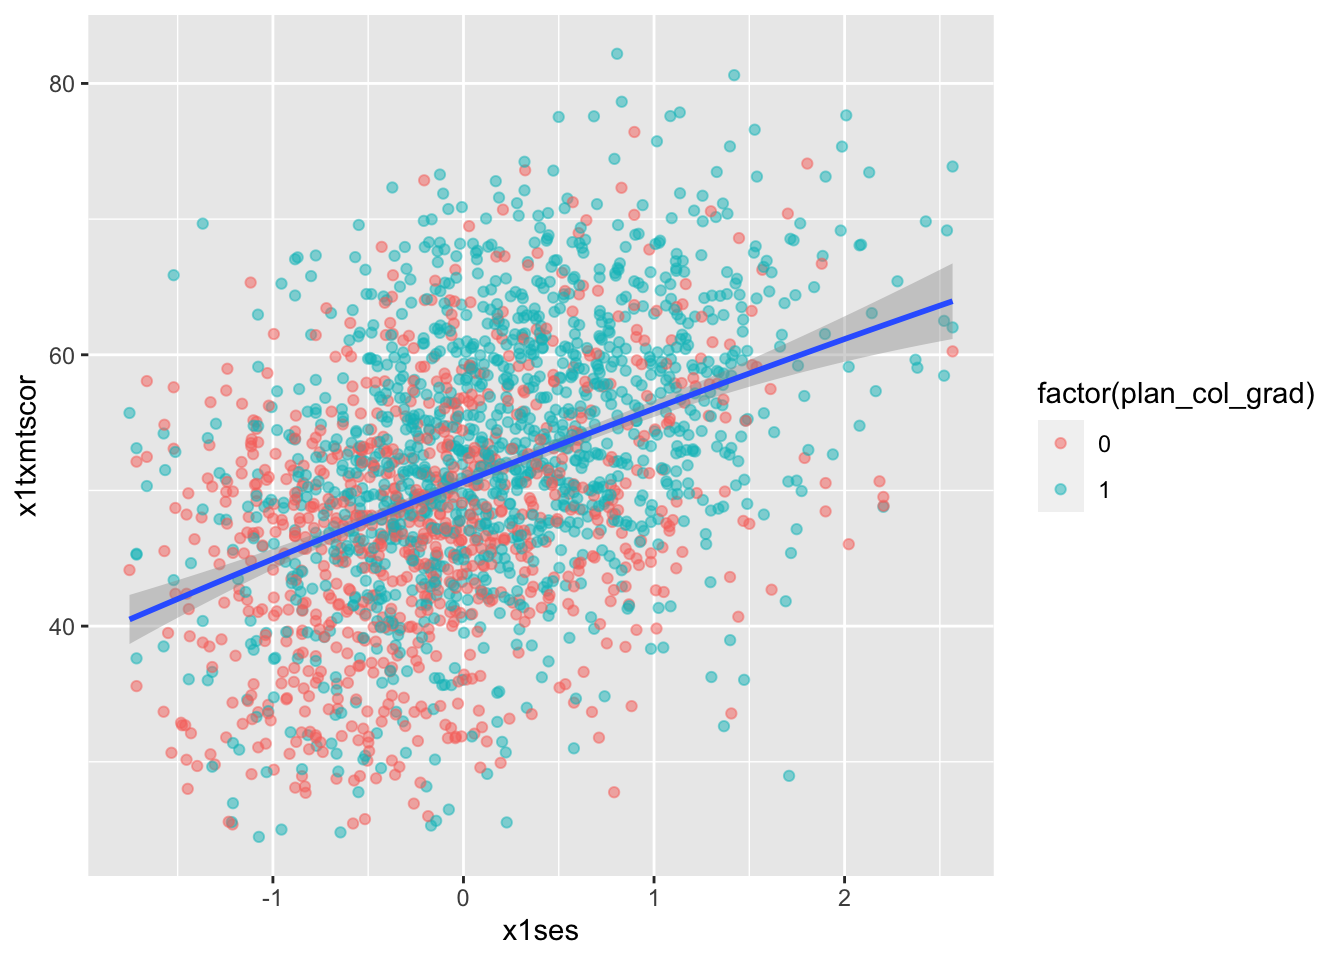 80
60
40
x1txmtscor
-1 0 1 2
x1ses
factor(plan_col_grad)
0
1